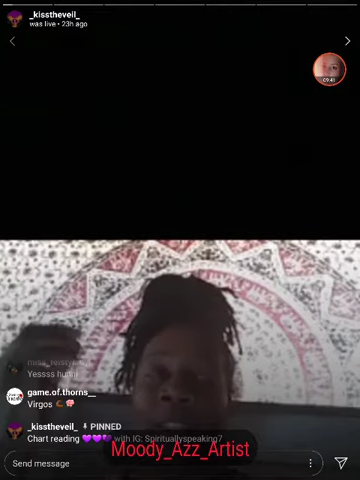 _kisstheveil_
was live • 23h ago
09:41
Yessss hunni
game.of.thorns__
Virgos
_kisstheveil_ PINNED
Chart reading 💜💜💜 with IG: Spirituallyspeaking7
Moody_Azz_Artist
Send message